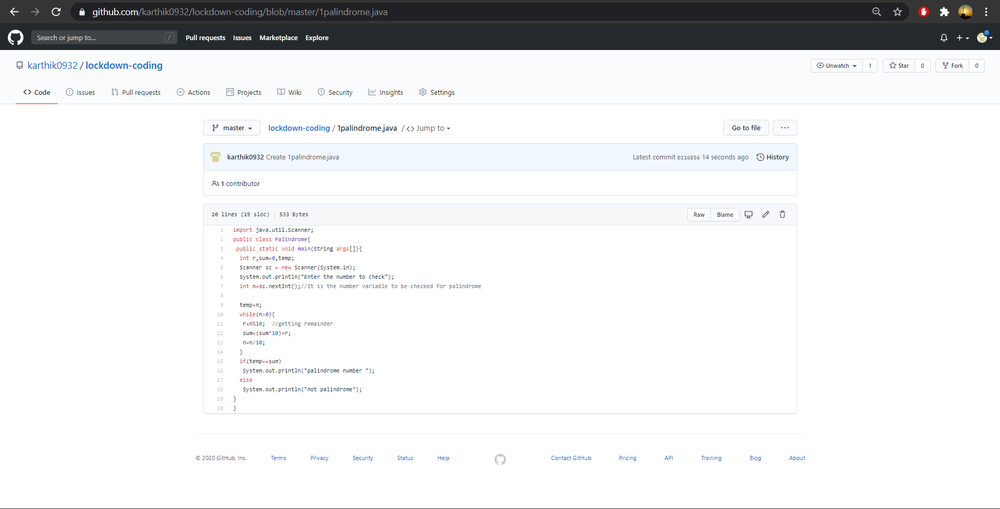 github.com/karthik0932/lockdown-coding/blob/master/1palindrome.java
Search or jump to... /
Pull requests Issues Marketplace Explore
karthik0932 / lockdown-coding
Unwatch 1 Star 0 Fork 0
Code Issues Pull requests Actions Projects Wiki Security Insights Settings
master lockdown-coding / 1palindrome.java / <> Jump to Go to file ...
karthik0932 Create 1palindrome.java Latest commit b116856 14 seconds ago History
1 contributor
20 lines (19 sloc) 533 Bytes Raw Blame
1 import java.util.Scanner;
2 public class Palindrome{
3 public static void main(String args[]){
4 int r,sum=0,temp;
5 Scanner sc = new Scanner(System.in);
6 System.out.println("Enter the number to check");
7 int n=sc.nextInt();//It is the number variable to be checked for palindrome
8
9 temp=n;
10 while(n>0){
11 r=n%10; //getting remainder
12 sum=(sum*10)+r;
13 n=n/10;
14 }
15 if(temp==sum)
16 System.out.println("palindrome number ");
17 else
18 System.out.println("not palindrome");
19 }
20 }
© 2020 GitHub, Inc. Terms Privacy Security Status Help Contact GitHub Pricing API Training Blog About